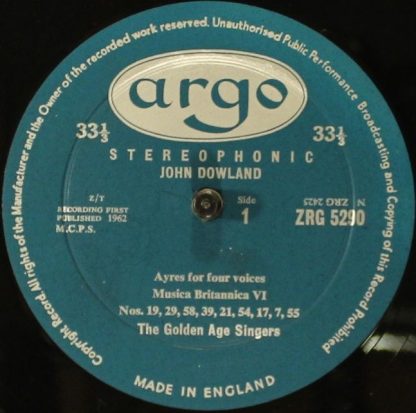 Copyright Record. All rights of the Manufacturer and the Owner of the recorded work reserved. Unauthorised Public Performance Broadcasting and Copying of this Record Prohibited
argo
33⅓ 33⅓
STEREOPHONIC
JOHN DOWLAND
Z/T
RECORDING FIRST
PUBLISHED 1962
M.C.P.S.
Side
1
N ZRG 2425
ZRG 5290
Ayres for four voices
Musica Britannica VI
Nos. 19, 29, 58, 39, 21, 54, 17, 7, 55
The Golden Age Singers
MADE IN ENGLAND